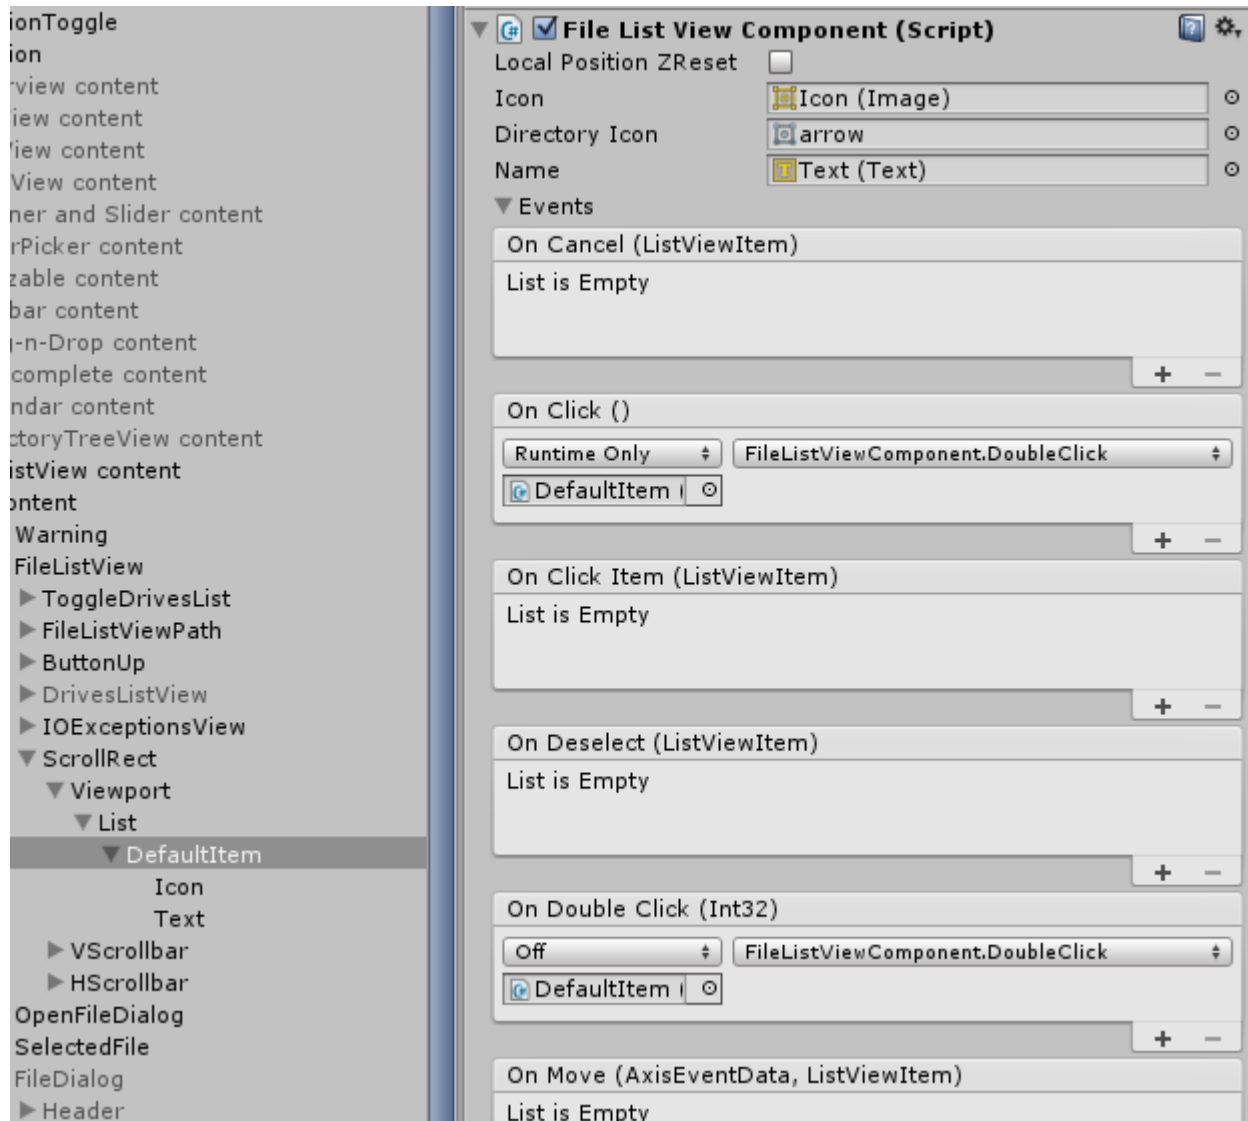 ionToggle
ion
rview content
iew content
View content
View content
ner and Slider content
rPicker content
zable content
bar content
-n-Drop content
complete content
ndar content
ctoryTreeView content
istView content
ontent
Warning
FileListView
ToggleDrivesList
FileListViewPath
ButtonUp
DrivesListView
IOExceptionsView
ScrollRect
Viewport
List
DefaultItem
Icon
Text
VScrollbar
HScrollbar
OpenFileDialog
SelectedFile
FileDialog
Header
File List View Component (Script)
Local Position ZReset
Icon Icon (Image)
Directory Icon arrow
Name Text (Text)
Events
On Cancel (ListViewItem)
List is Empty
+ −
On Click ()
Runtime Only FileListViewComponent.DoubleClick
DefaultItem (
+ −
On Click Item (ListViewItem)
List is Empty
+ −
On Deselect (ListViewItem)
List is Empty
+ −
On Double Click (Int32)
Off FileListViewComponent.DoubleClick
DefaultItem (
+ −
On Move (AxisEventData, ListViewItem)
List is Empty